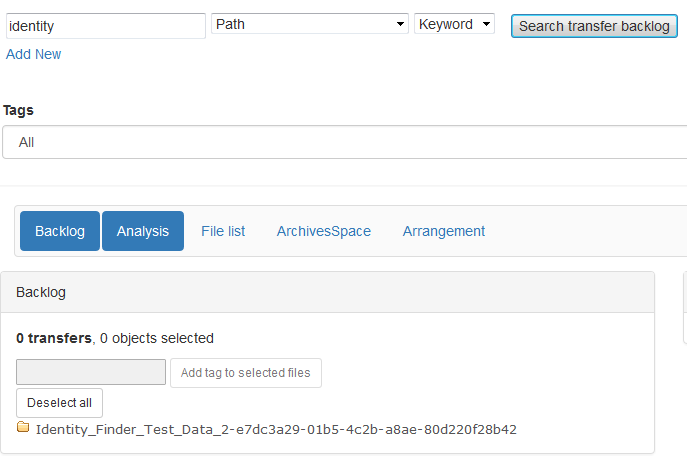 identity Path Keyword Search transfer backlog
Add New
Tags
All
Backlog Analysis File list ArchivesSpace Arrangement
Backlog
0 transfers, 0 objects selected
Add tag to selected files
Deselect all
Identity_Finder_Test_Data_2-e7dc3a29-01b5-4c2b-a8ae-80d220f28b42